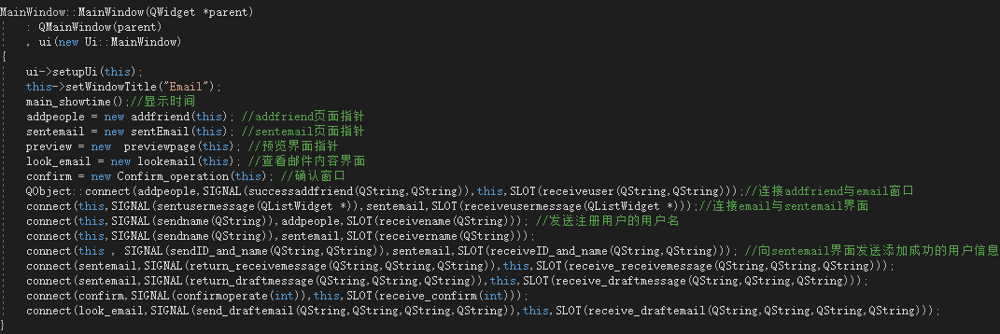 MainWindow::MainWindow(QWidget *parent)
    : QMainWindow(parent)
    , ui(new Ui::MainWindow)
{
    ui->setupUi(this);
    this->setWindowTitle("Email");
    main_showtime();//显示时间
    addpeople = new addfriend(this); //addfriend页面指针
    sentemail = new sentEmail(this); //sentemail页面指针
    preview = new  previewpage(this); //预览界面指针
    look_email = new lookemail(this); //查看邮件内容界面
    confirm = new Confirm_operation(this); //确认窗口
    QObject::connect(addpeople,SIGNAL(successaddfriend(QString,QString)),this,SLOT(receiveuser(QString,QString)));//连接addfriend与email窗口
    connect(this,SIGNAL(sentusermessage(QListWidget *)),sentemail,SLOT(receiveusermessage(QListWidget *)));//连接email与sentemail界面
    connect(this,SIGNAL(sendname(QString)),addpeople,SLOT(receivename(QString))); //发送注册用户的用户名
    connect(this,SIGNAL(sendname(QString)),sentemail,SLOT(receivername(QString)));
    connect(this , SIGNAL(sendID_and_name(QString,QString)),sentemail,SLOT(receiveID_and_name(QString,QString))); //向sentemail界面发送添加成功的用户信息
    connect(sentemail,SIGNAL(return_receivemessage(QString,QString,QString)),this,SLOT(receive_receivemessage(QString,QString,QString)));
    connect(sentemail,SIGNAL(return_draftmessage(QString,QString,QString)),this,SLOT(receive_draftmessage(QString,QString,QString)));
    connect(confirm,SIGNAL(confirmoperate(int)),this,SLOT(receive_confirm(int)));
    connect(look_email,SIGNAL(send_draftemail(QString,QString,QString,QString)),this,SLOT(receive_draftemail(QString,QString,QString,QString)));
}